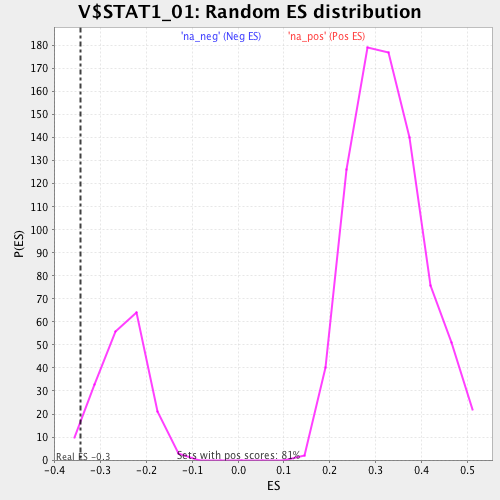 V$STAT1_01: Random ES distribution
'na_neg' (Neg ES) 'na_pos' (Pos ES)
180
170
160
150
140
130
120
110
100
90
80
70
60
50
40
30
20
10
0
P(ES)
Real ES -0.3
Sets with pos scores: 81%
-0.4 -0.3 -0.2 -0.1 0.0 0.1 0.2 0.3 0.4 0.5
ES